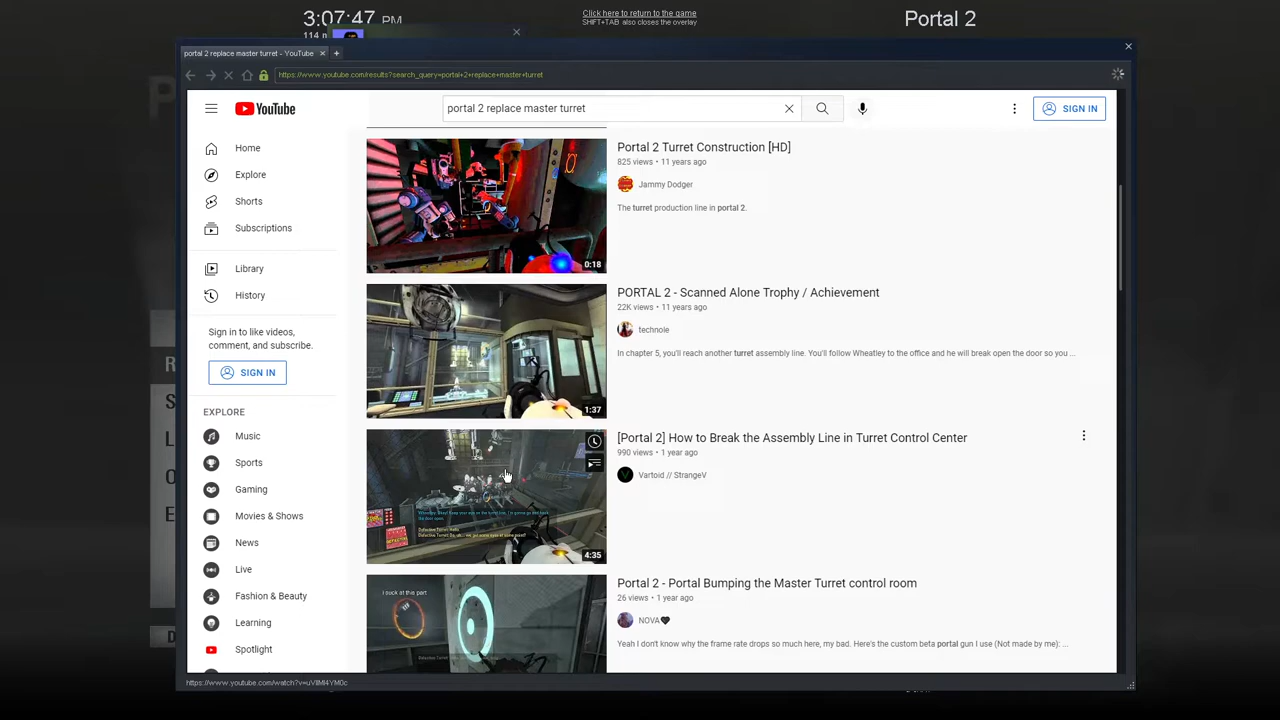 3:07:47 PM
114 m
Click here to return to the game
SHIFT+TAB also closes the overlay
Portal 2
portal 2 replace master turret - YouTube
https://www.youtube.com/results?search_query=portal+2+replace+master+turret
YouTube
portal 2 replace master turret
SIGN IN
Home
Explore
Shorts
Subscriptions
Library
History
Sign in to like videos,
comment, and subscribe.
SIGN IN
EXPLORE
Music
Sports
Gaming
Movies & Shows
News
Live
Fashion & Beauty
Learning
Spotlight
0:18
Portal 2 Turret Construction [HD]
825 views • 11 years ago
Jammy Dodger
The turret production line in portal 2.
1:37
PORTAL 2 - Scanned Alone Trophy / Achievement
22K views • 11 years ago
technole
In chapter 5, you'll reach another turret assembly line. You'll follow Wheatley to the office and he will break open the door so you ...
4:35
[Portal 2] How to Break the Assembly Line in Turret Control Center
990 views • 1 year ago
Vartoid // StrangeV
I suck at this part
Portal 2 - Portal Bumping the Master Turret control room
26 views • 1 year ago
NOVA🖤
Yeah I don't know why the frame rate drops so much here, my bad. Here's the custom beta portal gun I use (Not made by me): ...